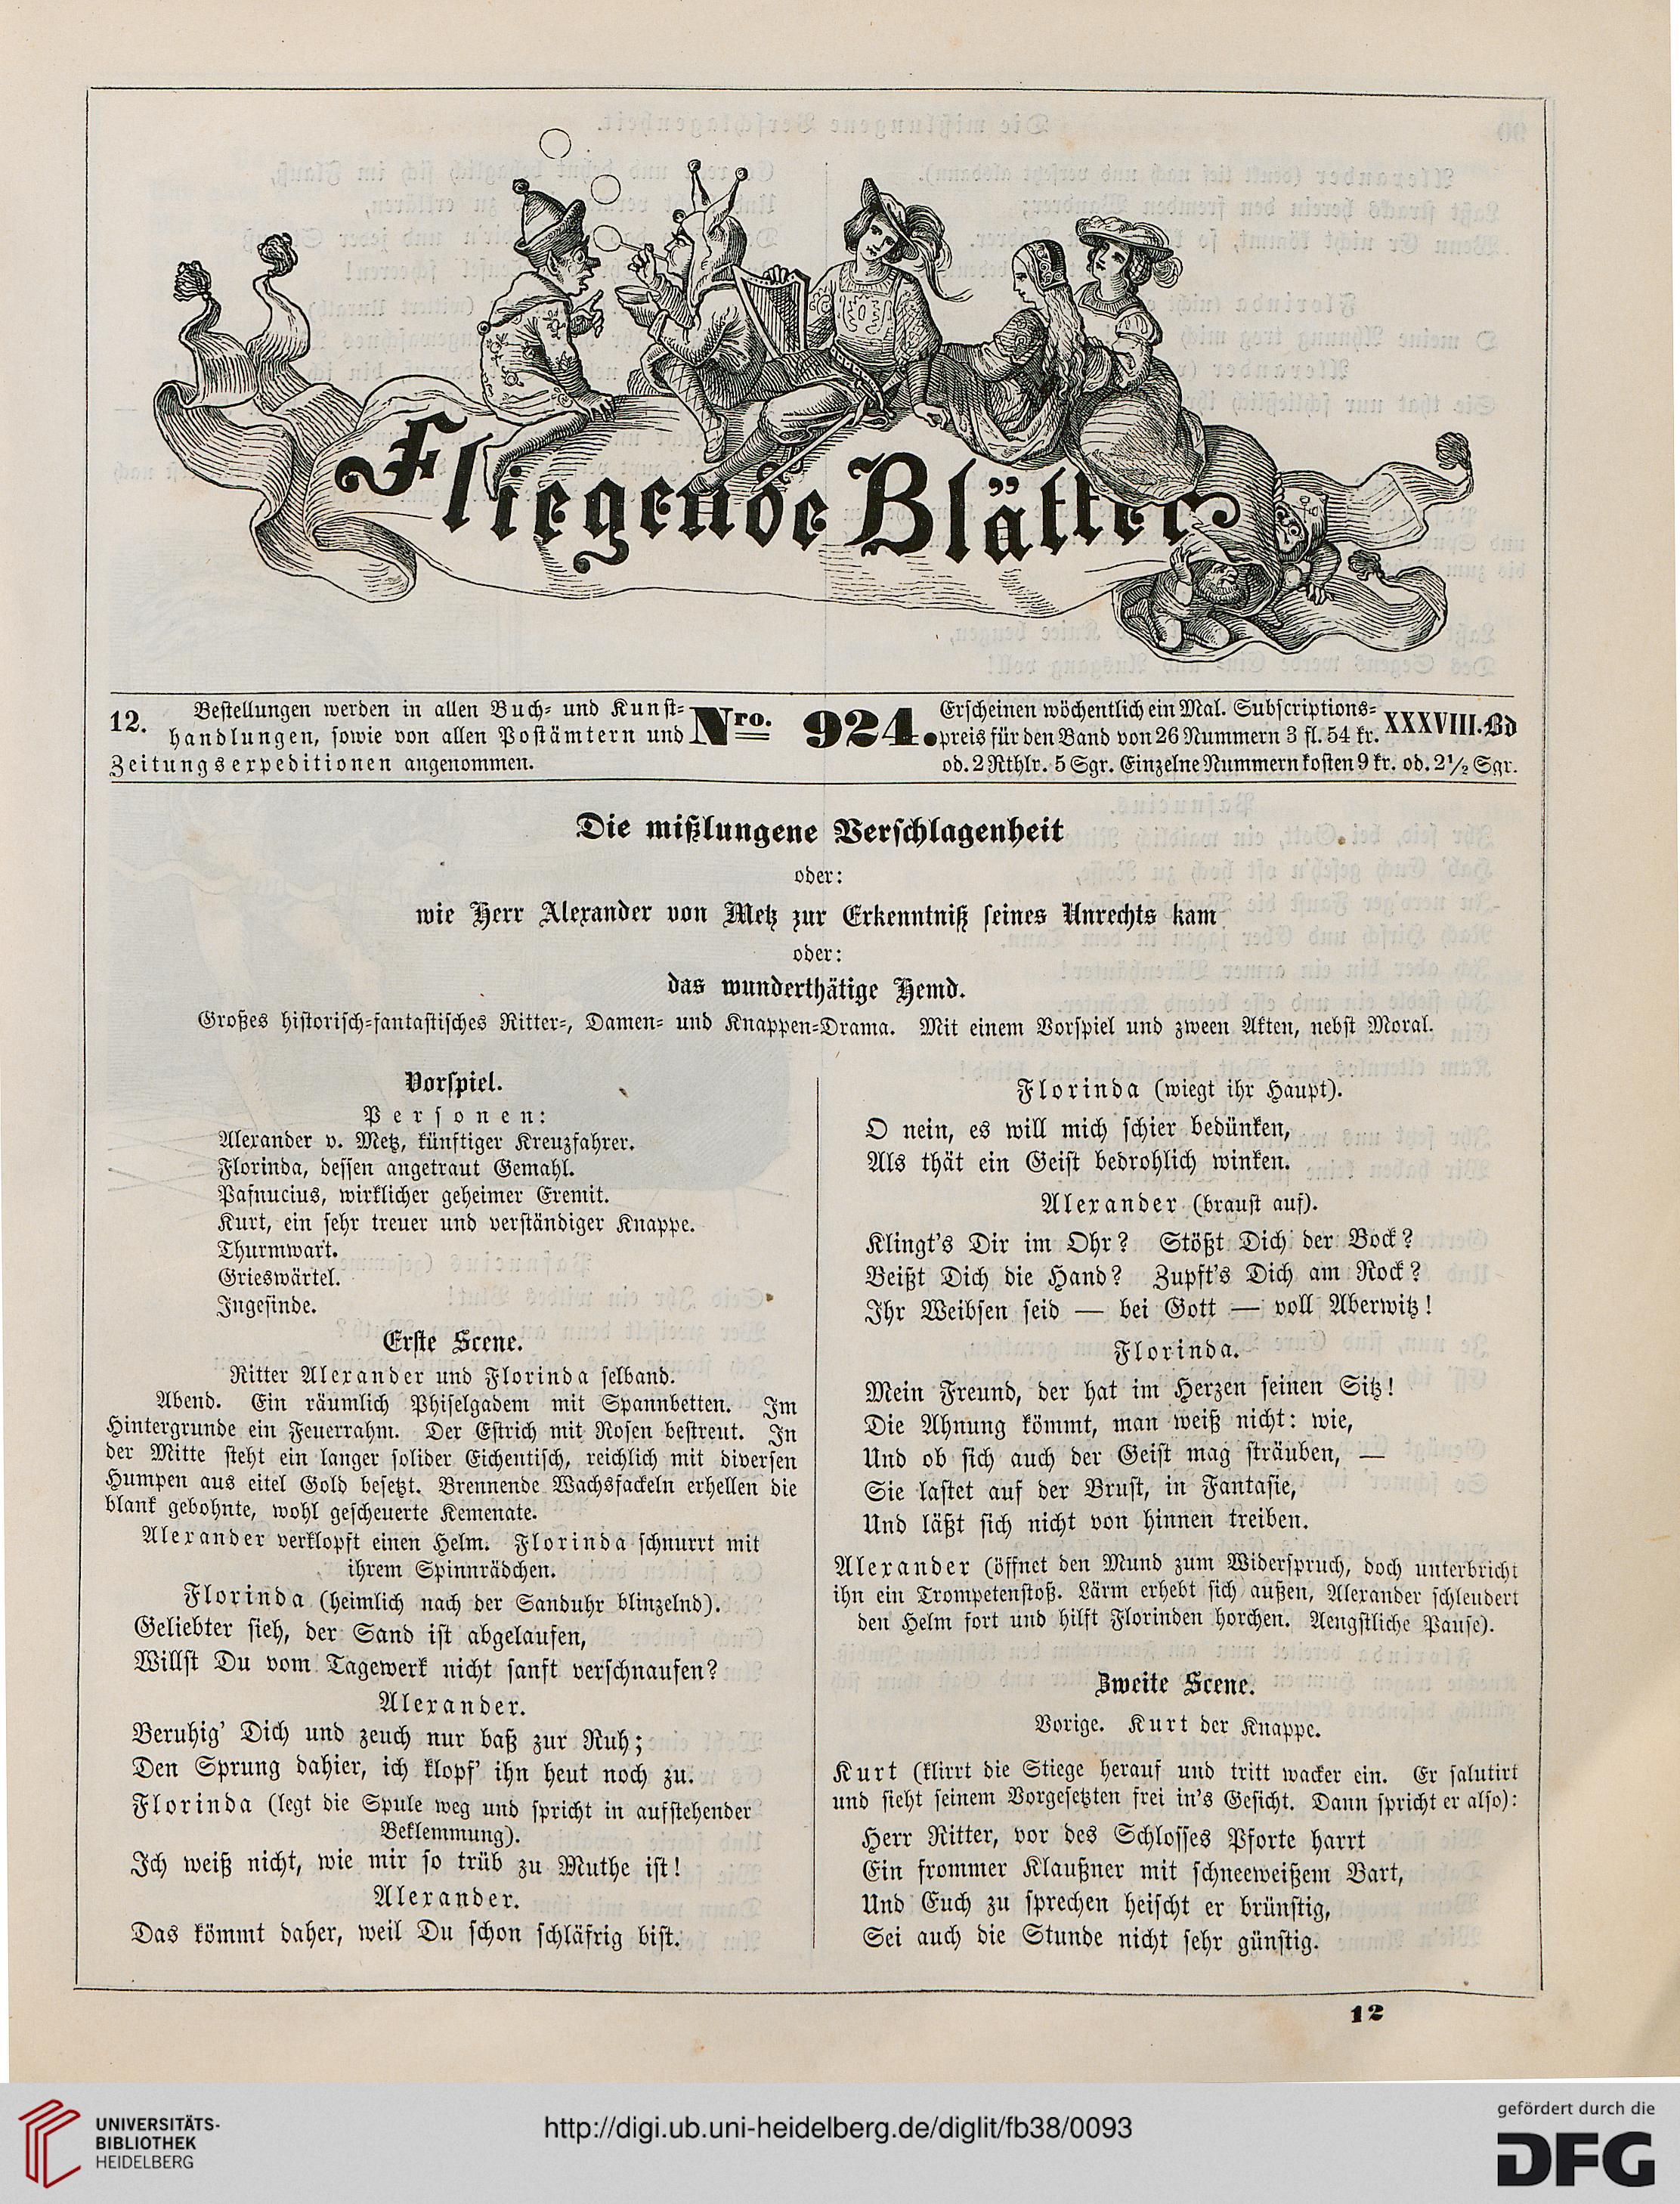 Fliegende Blätter
12.
Bestellungen werden in allen Buch- und Kunst-
handlungen, sowie von allen Postämtern und
Zeitungsexpeditionen angenommen.
Nro. 924.
Erscheinen wöchentlich ein Mal. Subscriptions-
preis für den Band von 26 Nummern 3 fl. 54 kr.
od. 2 Rthlr. 5 Sgr. Einzelne Nummern kosten 9 kr. od. 2½ Sgr.
XXXVIII. Bd
Die mißlungene Verschlagenheit
oder:
wie Herr Alexander von Metz zur Erkenntniß seines Unrechts kam
oder:
das wunderthätige Hemd.
Großes historisch-fantastisches Ritter-, Damen- und Knappen-Drama. Mit einem Vorspiel und zween Akten, nebst Moral.
Vorspiel.
Personen:
Alexander v. Metz, künftiger Kreuzfahrer.
Florinda, dessen angetraut Gemahl.
Pafnucius, wirklicher geheimer Eremit.
Kurt, ein sehr treuer und verständiger Knappe.
Thurmwart.
Grieswärtel.
Ingesinde.
Erste Scene.
Ritter Alexander und Florinda selband.
Abend. Ein räumlich Phiselgadem mit Spannbetten. Im
Hintergrunde ein Feuerrahm. Der Estrich mit Rosen bestreut. In
der Mitte steht ein langer solider Eichentisch, reichlich mit diversen
Humpen aus eitel Gold besetzt. Brennende Wachsfackeln erhellen die
blank gebohnte, wohl gescheuerte Kemenate.
Alexander verklopft einen Helm. Florinda schnurrt mit
ihrem Spinnrädchen.
Florinda (heimlich nach der Sanduhr blinzelnd).
Geliebter sieh, der Sand ist abgelaufen,
Willst Du vom Tagewerk nicht sanft verschnaufen?
Alexander.
Beruhig' Dich und zeuch nur baß zur Ruh;
Den Sprung dahier, ich klopf' ihn heut noch zu.
Florinda (legt die Spule weg und spricht in aufstehender
Beklemmung).
Ich weiß nicht, wie mir so trüb zu Muthe ist!
Alexander.
Das kömmt daher, weil Du schon schläfrig bist.
Florinda (wiegt ihr Haupt).
O nein, es will mich schier bedünken,
Als thät ein Geist bedrohlich winken.
Alexander (braust auf).
Klingt's Dir im Ohr? Stößt Dich der Bock?
Beißt Dich die Hand? Zupft's Dich am Rock?
Ihr Weibsen seid — bei Gott — voll Aberwitz!
Florinda.
Mein Freund, der hat im Herzen seinen Sitz!
Die Ahnung kömmt, man weiß nicht: wie,
Und ob sich auch der Geist mag sträuben, —
Sie lastet auf der Brust, in Fantasie,
Und läßt sich nicht von hinnen treiben.
Alexander (öffnet den Mund zum Widerspruch, doch unterbricht
ihn ein Trompetenstöß. Lärm erhebt sich außen, Alexander schleudert
den Helm fort und hilft Florinden horchen. Aengstliche Pause).
Zweite Scene.
Vorige. Kurt der Knappe.
Kurt (klirrt die Stiege herauf und tritt wacker ein. Er salutirt
und sieht seinem Vorgesetzten frei in's Gesicht. Dann spricht er also):
Herr Ritter, vor des Schlosses Pforte harrt
Ein frommer Klaußner mit schneeweißem Bart,
Und Euch zu sprechen heischt er brünstig,
Sei auch die Stunde nicht sehr günstig.
12
UNIVERSITÄTS-
BIBLIOTHEK
HEIDELBERG
http://digi.ub.uni-heidelberg.de/diglit/fb38/0093
gefördert durch die
DFG